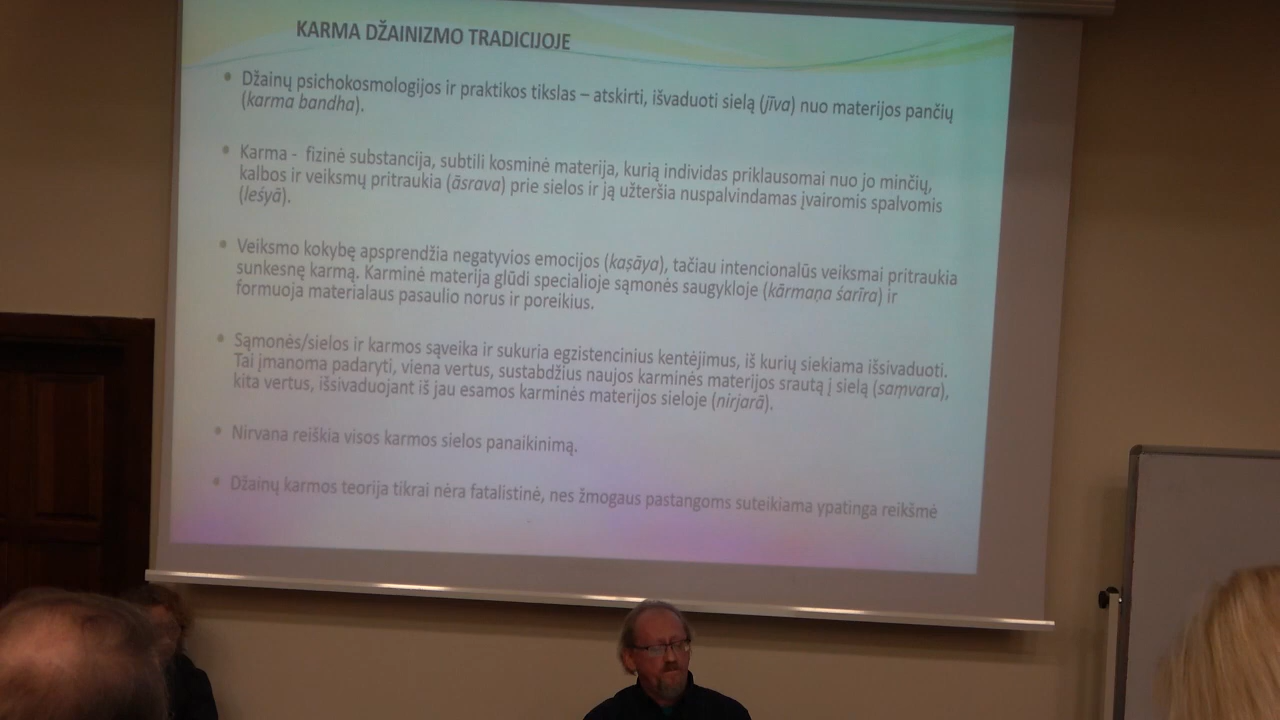 KARMA DŽAINIZMO TRADICIJOJE
• Džainų psichokosmologijos ir praktikos tikslas – atskirti, išvaduoti sielą (jīva) nuo materijos pančių
(karma bandha).
• Karma - fizinė substancija, subtili kosminė materija, kurią individas priklausomai nuo jo minčių,
kalbos ir veiksmų pritraukia (āsrava) prie sielos ir ją užteršia nuspalvindamas įvairomis spalvomis
(leśyā).
• Veiksmo kokybę apsprendžia negatyvios emocijos (kaṣāya), tačiau intencionalūs veiksmai pritraukia
sunkesnę karmą. Karminė materija glūdi specialioje sąmonės saugykloje (kārmaṇa śarīra) ir
formuoja materialaus pasaulio norus ir poreikius.
• Sąmonės/sielos ir karmos sąveika ir sukuria egzistencinius kentėjimus, iš kurių siekiama išsivaduoti.
Tai įmanoma padaryti, viena vertus, sustabdžius naujos karminės materijos srautą į sielą (saṃvara),
kita vertus, išsivaduojant iš jau esamos karminės materijos sieloje (nirjarā).
• Nirvana reiškia visos karmos sielos panaikinimą.
• Džainų karmos teorija tikrai nėra fatalistinė, nes žmogaus pastangoms suteikiama ypatinga reikšmė